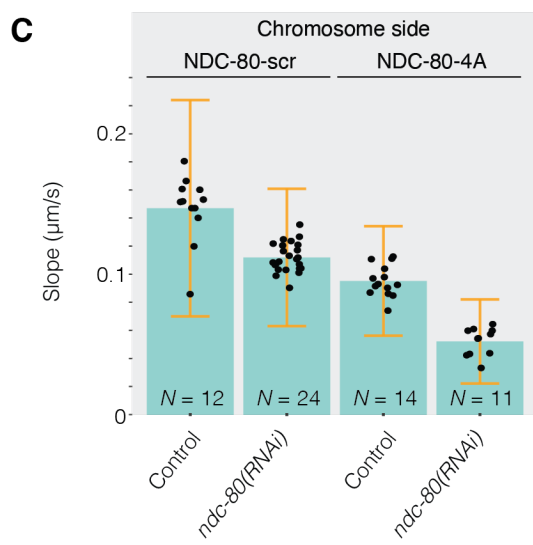 C
Chromosome side
NDC-80-scr NDC-80-4A
Slope (μm/s)
0.2
0.1
0
N = 12 N = 24 N = 14 N = 11
Control ndc-80(RNAi) Control ndc-80(RNAi)